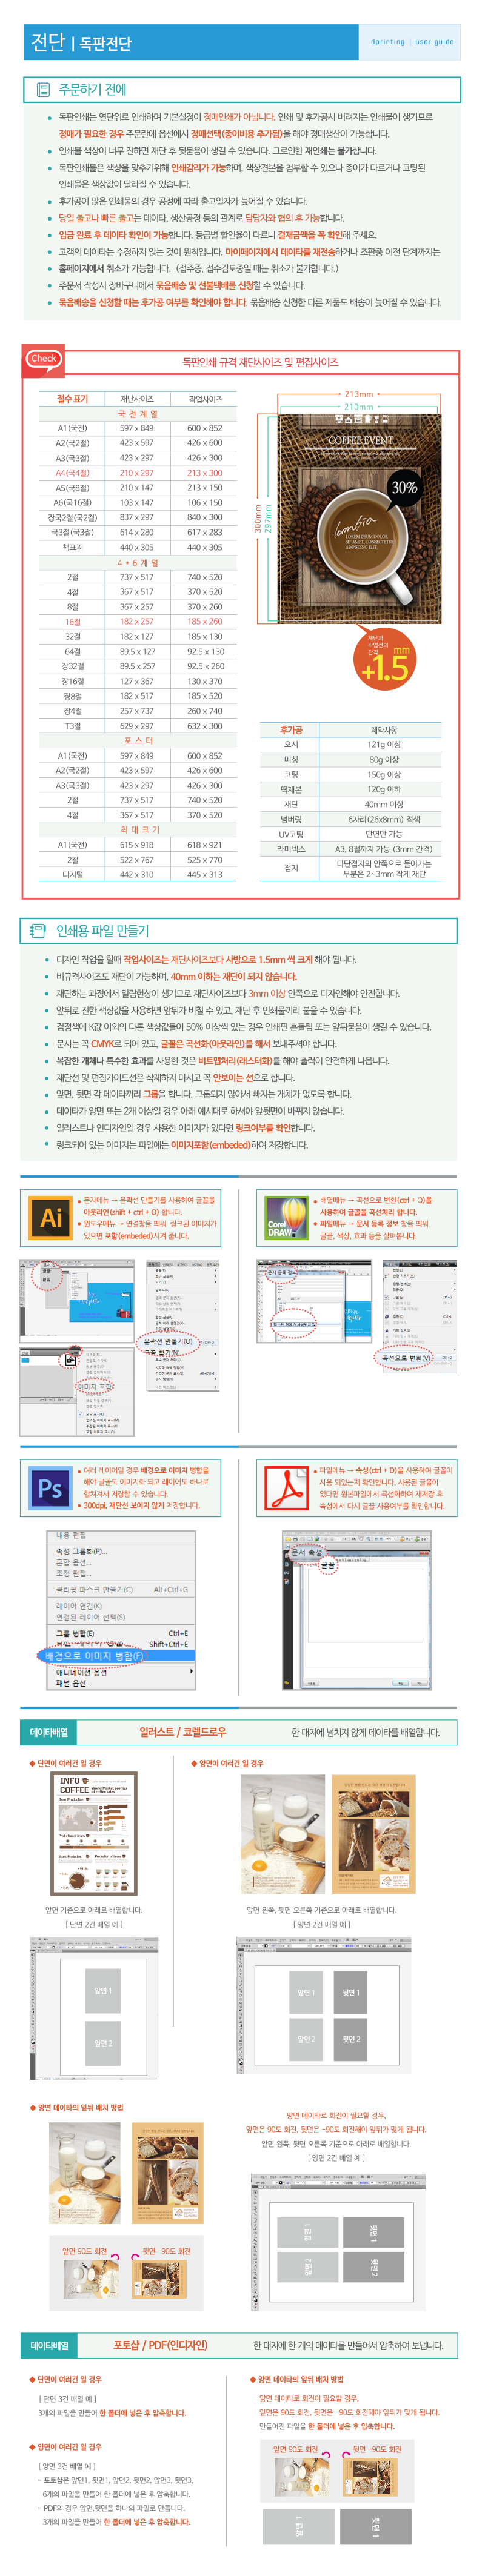 전단 | 독판전단
dprinting | user guide
주문하기 전에
독판인쇄는 연단위로 인쇄하며 기본설정이 정매인쇄가 아닙니다. 인쇄 및 후가공시 버려지는 인쇄물이 생기므로
정매가 필요한 경우 주문란에 옵션에서 정매선택(종이비용 추가됨)을 해야 정매생산이 가능합니다.
인쇄물 색상이 너무 진하면 재단 후 뒷묻음이 생길 수 있습니다. 그로인한 재인쇄는 불가합니다.
독판인쇄물은 색상을 맞추기위해 인쇄감리가 가능하며, 색상견본을 첨부할 수 있으나 종이가 다르거나 코팅된
인쇄물은 색상값이 달라질 수 있습니다.
후가공이 많은 인쇄물의 경우 공정에 따라 출고일자가 늦어질 수 있습니다.
당일 출고나 빠른 출고는 데이타, 생산공정 등의 관계로 담당자와 협의 후 가능합니다.
입금 완료 후 데이타 확인이 가능합니다. 등급별 할인율이 다르니 결재금액을 꼭 확인해 주세요.
고객의 데이타는 수정하지 않는 것이 원칙입니다. 마이페이지에서 데이타를 재전송하거나 조판중 이전 단계까지는
홈페이지에서 취소가 가능합니다. (접주중, 접수검토중일 때는 취소가 불가합니다.)
주문서 작성시 장바구니에서 묶음배송 및 선불택배를 신청할 수 있습니다.
묶음배송을 신청할 때는 후가공 여부를 확인해야 합니다. 묶음배송 신청한 다른 제품도 배송이 늦어질 수 있습니다.
Check
독판인쇄 규격 재단사이즈 및 편집사이즈
절수 표기 재단사이즈 작업사이즈
국 전 계 열
A1(국전) 597 x 849 600 x 852
A2(국2절) 423 x 597 426 x 600
A3(국3절) 423 x 297 426 x 300
A4(국4절) 210 x 297 213 x 300
A5(국8절) 210 x 147 213 x 150
A6(국16절) 103 x 147 106 x 150
장국2절(국2절) 837 x 297 840 x 300
국3절(국3절) 614 x 280 617 x 283
책표지 440 x 305 440 x 305
4 * 6 계 열
2절 737 x 517 740 x 520
4절 367 x 517 370 x 520
8절 367 x 257 370 x 260
16절 182 x 257 185 x 260
32절 182 x 127 185 x 130
64절 89.5 x 127 92.5 x 130
장32절 89.5 x 257 92.5 x 260
장16절 127 x 367 130 x 370
장8절 182 x 517 185 x 520
장4절 257 x 737 260 x 740
T3절 629 x 297 632 x 300
포 스 터
A1(국전) 597 x 849 600 x 852
A2(국2절) 423 x 597 426 x 600
A3(국3절) 423 x 297 426 x 300
2절 737 x 517 740 x 520
4절 367 x 517 370 x 520
최 대 크 기
A1(국전) 615 x 918 618 x 921
2절 522 x 767 525 x 770
디지털 442 x 310 445 x 313
213mm
210mm
300mm
297mm
COFFEE EVENT
30%
재단과
작업선의
간격
+1.5 mm
후가공 제약사항
오시 121g 이상
미싱 80g 이상
코팅 150g 이상
떡제본 120g 이하
재단 40mm 이상
넘버링 6자리(26x8mm) 적색
UV코팅 단면만 가능
라미넥스 A3, 8절까지 가능 (3mm 간격)
접지 다단접지의 안쪽으로 들어가는
부분은 2~3mm 작게 재단
인쇄용 파일 만들기
디자인 작업을 할때 작업사이즈는 재단사이즈보다 사방으로 1.5mm 씩 크게 해야 됩니다.
비규격사이즈도 재단이 가능하며, 40mm 이하는 재단이 되지 않습니다.
재단하는 과정에서 밀림현상이 생기므로 재단사이즈보다 3mm 이상 안쪽으로 디자인해야 안전합니다.
앞뒤로 진한 색상값을 사용하면 앞뒤가 비칠 수 있고, 재단 후 인쇄물끼리 붙을 수 있습니다.
검정색에 K값 이외의 다른 색상값들이 50% 이상씩 있는 경우 인쇄핀 흔들림 또는 앞뒤묻음이 생길 수 있습니다.
문서는 꼭 CMYK로 되어 있고, 글꼴은 곡선화(아웃라인)를 해서 보내주셔야 합니다.
복잡한 개체나 특수한 효과를 사용한 것은 비트맵처리(래스터화)를 해야 출력이 안전하게 나옵니다.
재단선 및 편집가이드선은 삭제하지 마시고 꼭 안보이는 선으로 합니다.
앞면, 뒷면 각 데이타끼리 그룹을 합니다. 그룹되지 않아서 빠지는 개체가 없도록 합니다.
데이타가 양면 또는 2개 이상일 경우 아래 예시대로 하셔야 앞뒷면이 바뀌지 않습니다.
일러스트나 인디자인일 경우 사용한 이미지가 있다면 링크여부를 확인합니다.
링크되어 있는 이미지는 파일에는 이미지포함(embeded)하여 저장합니다.
Ai
문자메뉴 → 윤곽선 만들기를 사용하여 글꼴을
아웃라인(shift + ctrl + O) 합니다.
윈도우메뉴 → 연결창을 띄워 링크된 이미지가
있으면 포함(embeded)시켜 줍니다.
Corel
DRAW
배열메뉴 → 곡선으로 변환(ctrl + Q)을
사용하여 글꼴을 곡선처리 합니다.
파일메뉴 → 문서 등록 정보 창을 띄워
글꼴, 색상, 효과 등을 살펴봅니다.
윤곽선 만들기(O)
이미지 포함
문서 등록 정보
곡선으로 변환(V)
Ps
여러 레이어일 경우 배경으로 이미지 병합을
해야 글꼴도 이미지화 되고 레이어도 하나로
합쳐져서 저장할 수 있습니다.
300dpi, 재단선 보이지 않게 저장합니다.
파일메뉴 → 속성(ctrl + D)을 사용하여 글꼴이
사용 되었는지 확인합니다. 사용된 글꼴이
있다면 원본파일에서 곡선화하여 재저장 후
속성에서 다시 글꼴 사용여부를 확인합니다.
내용 편집...
속성 그룹화(P)...
혼합 옵션...
조정 편집...
클리핑 마스크 만들기(C) Alt+Ctrl+G
레이어 연결(K)
연결된 레이어 선택(S)
그룹 병합(E) Ctrl+E
Shift+Ctrl+E
배경으로 이미지 병합(F)
애니메이션 옵션
패널 옵션...
문서 속성
글꼴
데이타배열
일러스트 / 코렐드로우
한 대지에 넘치지 않게 데이타를 배열합니다.
◆ 단면이 여러건 일 경우
◆ 양면이 여러건 일 경우
INFO
COFFEE
앞면 기준으로 아래로 배열합니다.
[ 단면 2건 배열 예 ]
앞면 왼쪽, 뒷면 오른쪽 기준으로 아래로 배열합니다.
[ 양면 2건 배열 예 ]
앞면 1
앞면 2
앞면 1 뒷면 1
앞면 2 뒷면 2
◆ 양면 데이타의 앞뒤 배치 방법
앞면 90도 회전 뒷면 -90도 회전
양면 데이타로 회전이 필요할 경우,
앞면은 90도 회전, 뒷면은 -90도 회전해야 앞뒤가 맞게 됩니다.
앞면 왼쪽, 뒷면 오른쪽 기준으로 아래로 배열합니다.
[ 양면 2건 배열 예 ]
앞면 1 뒷면 1
앞면 2 뒷면 2
데이타배열
포토샵 / PDF(인디자인)
한 대지에 한 개의 데이타를 만들어서 압축하여 보냅니다.
◆ 단면이 여러건 일 경우
[ 단면 3건 배열 예 ]
3개의 파일을 만들어 한 폴더에 넣은 후 압축합니다.
◆ 양면이 여러건 일 경우
[ 양면 3건 배열 예 ]
- 포토샵은 앞면1, 뒷면1, 앞면2, 뒷면2, 앞면3, 뒷면3,
6개의 파일을 만들어 한 폴더에 넣은 후 압축합니다.
- PDF의 경우 앞면,뒷면을 하나의 파일로 만듭니다.
3개의 파일을 만들어 한 폴더에 넣은 후 압축합니다.
◆ 양면 데이타의 앞뒤 배치 방법
양면 데이타로 회전이 필요할 경우,
앞면은 90도 회전, 뒷면은 -90도 회전해야 앞뒤가 맞게 됩니다.
만들어진 파일을 한 폴더에 넣은 후 압축합니다.
앞면 90도 회전 뒷면 -90도 회전
앞면 1 뒷면 1